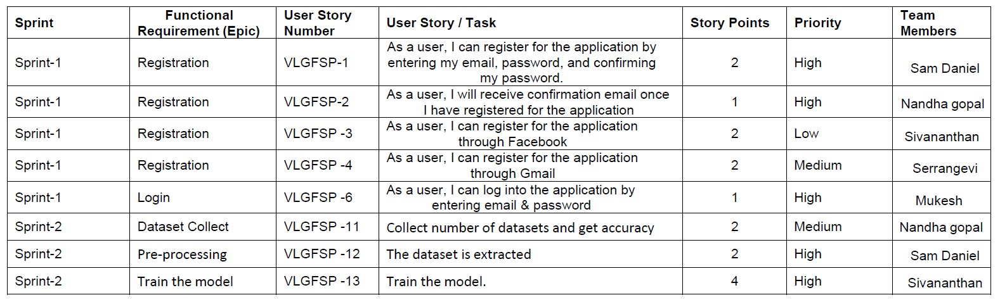 Sprint Functional Requirement (Epic) User Story Number User Story / Task Story Points Priority Team Members
Sprint-1 Registration VLGFSP-1 As a user, I can register for the application by entering my email, password, and confirming my password. 2 High Sam Daniel
Sprint-1 Registration VLGFSP-2 As a user, I will receive confirmation email once I have registered for the application 1 High Nandha gopal
Sprint-1 Registration VLGFSP -3 As a user, I can register for the application through Facebook 2 Low Sivananthan
Sprint-1 Registration VLGFSP -4 As a user, I can register for the application through Gmail 2 Medium Serrangevi
Sprint-1 Login VLGFSP -6 As a user, I can log into the application by entering email & password 1 High Mukesh
Sprint-2 Dataset Collect VLGFSP -11 Collect number of datasets and get accuracy 2 Medium Nandha gopal
Sprint-2 Pre-processing VLGFSP -12 The dataset is extracted 2 High Sam Daniel
Sprint-2 Train the model VLGFSP -13 Train the model. 4 High Sivananthan